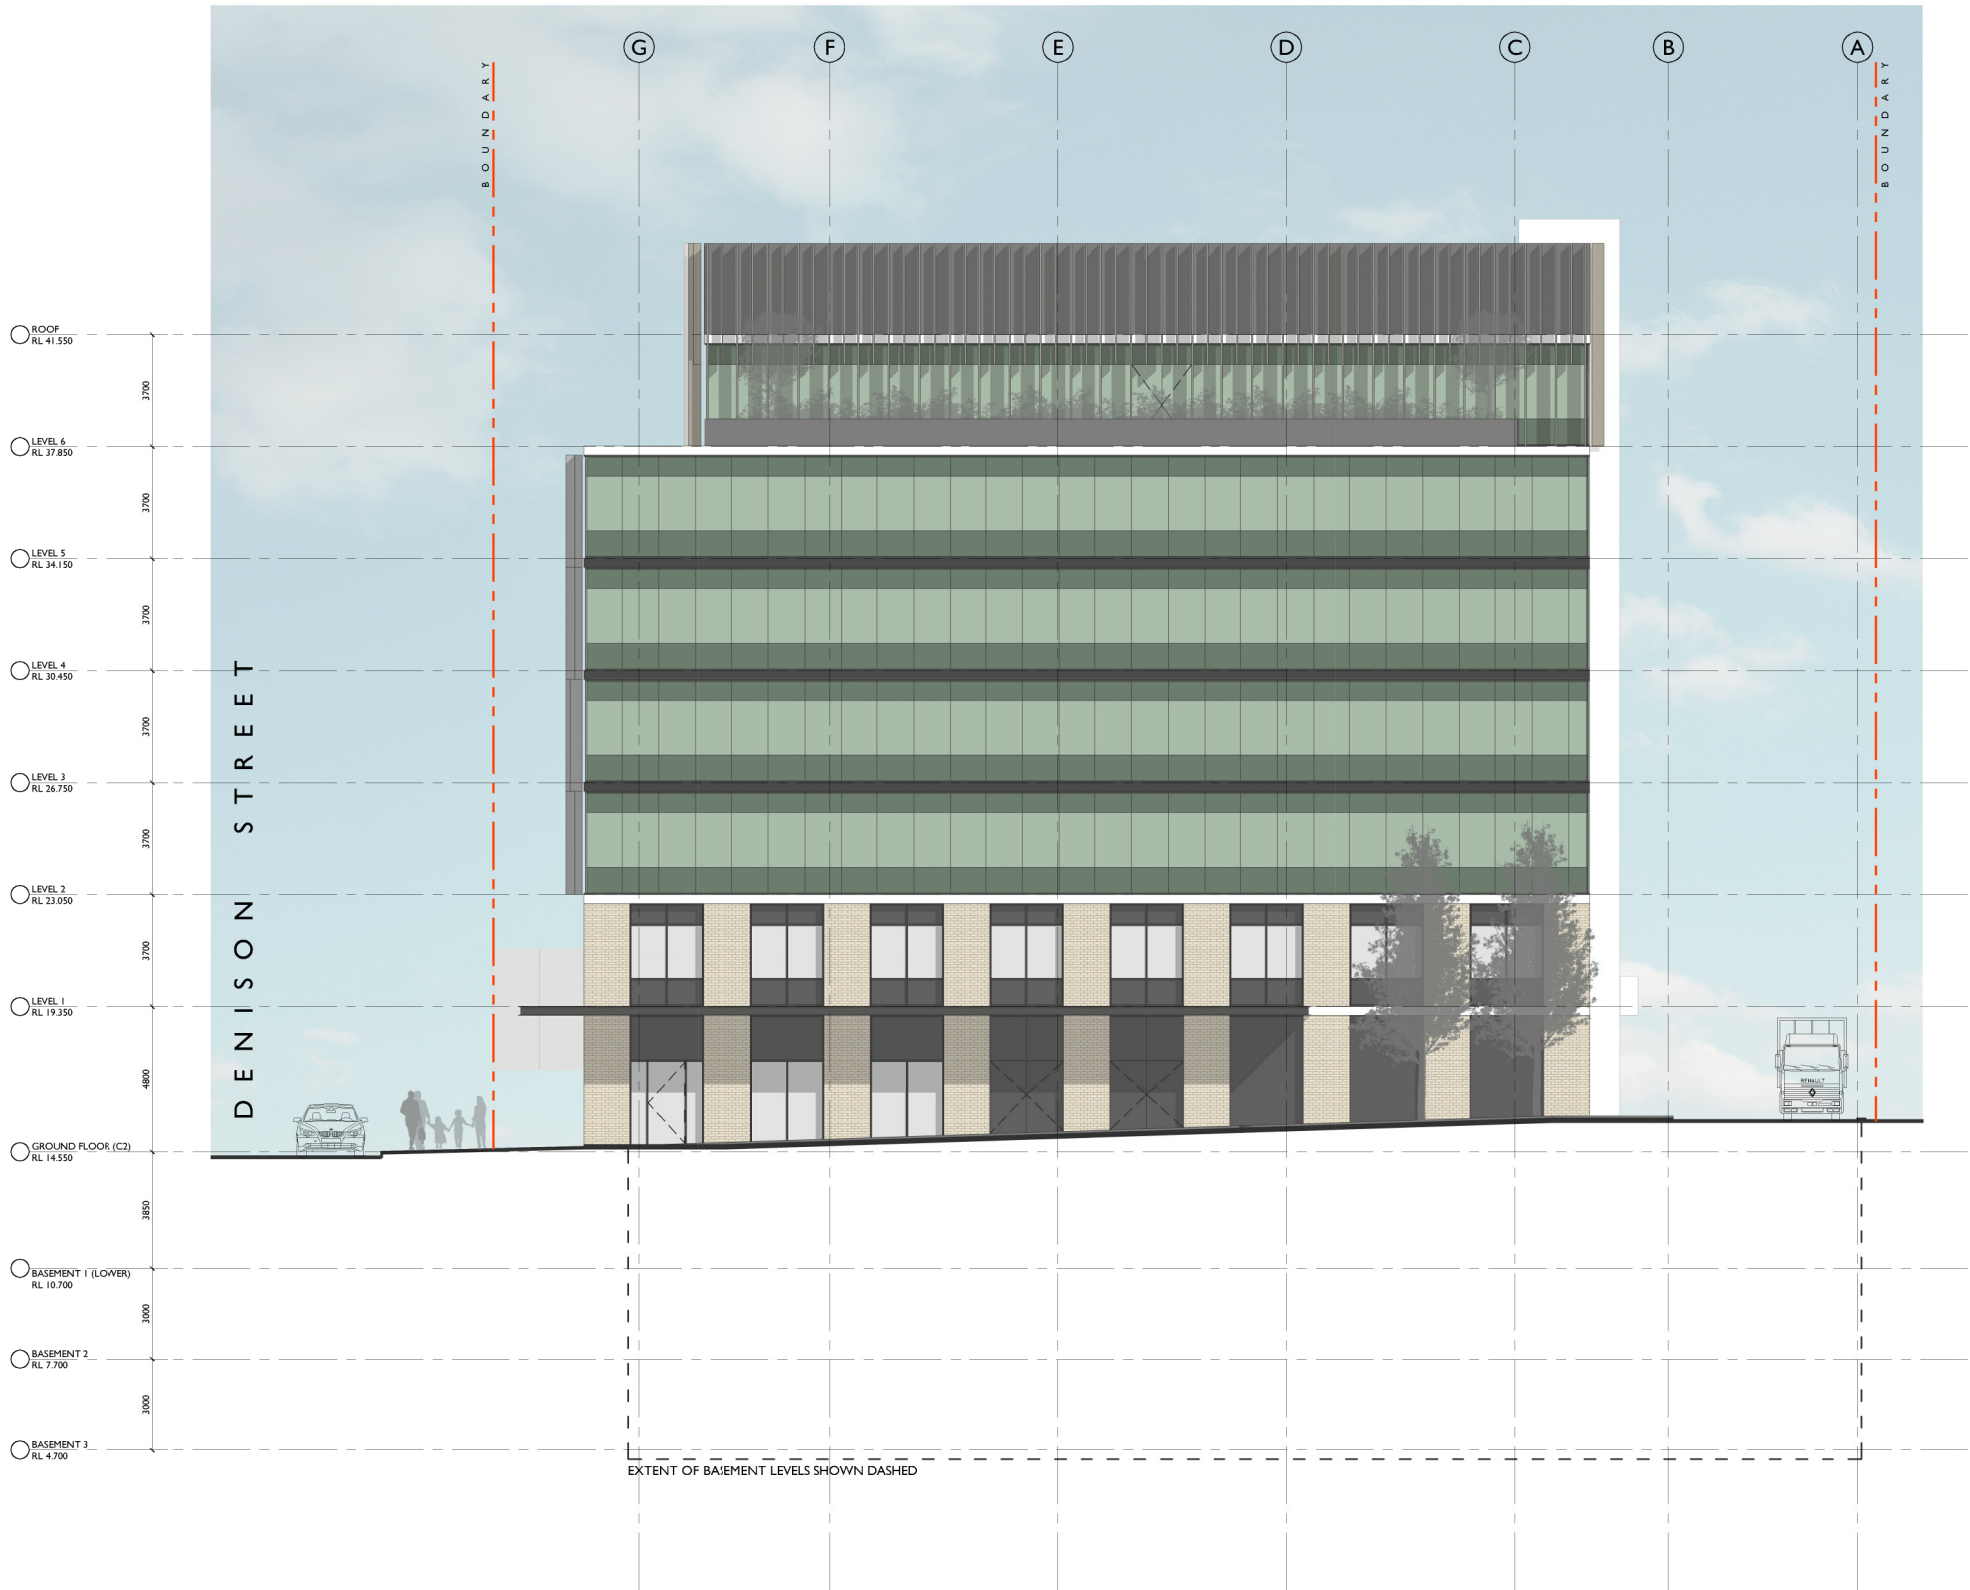 G F E D C B A
BOUNDARY
BOUNDARY
ROOF
RL 41.550
3700
LEVEL 6
RL 37.850
3700
LEVEL 5
RL 34.150
3700
LEVEL 4
RL 30.450
3700
LEVEL 3
RL 26.750
3700
LEVEL 2
RL 23.050
3700
LEVEL 1
RL 19.350
4800
GROUND FLOOR (C2)
RL 14.550
3850
BASEMENT 1 (LOWER)
RL 10.700
3000
BASEMENT 2
RL 7.700
3000
BASEMENT 3
RL 4.700
DENISON STREET
RENAULT
EXTENT OF BASEMENT LEVELS SHOWN DASHED